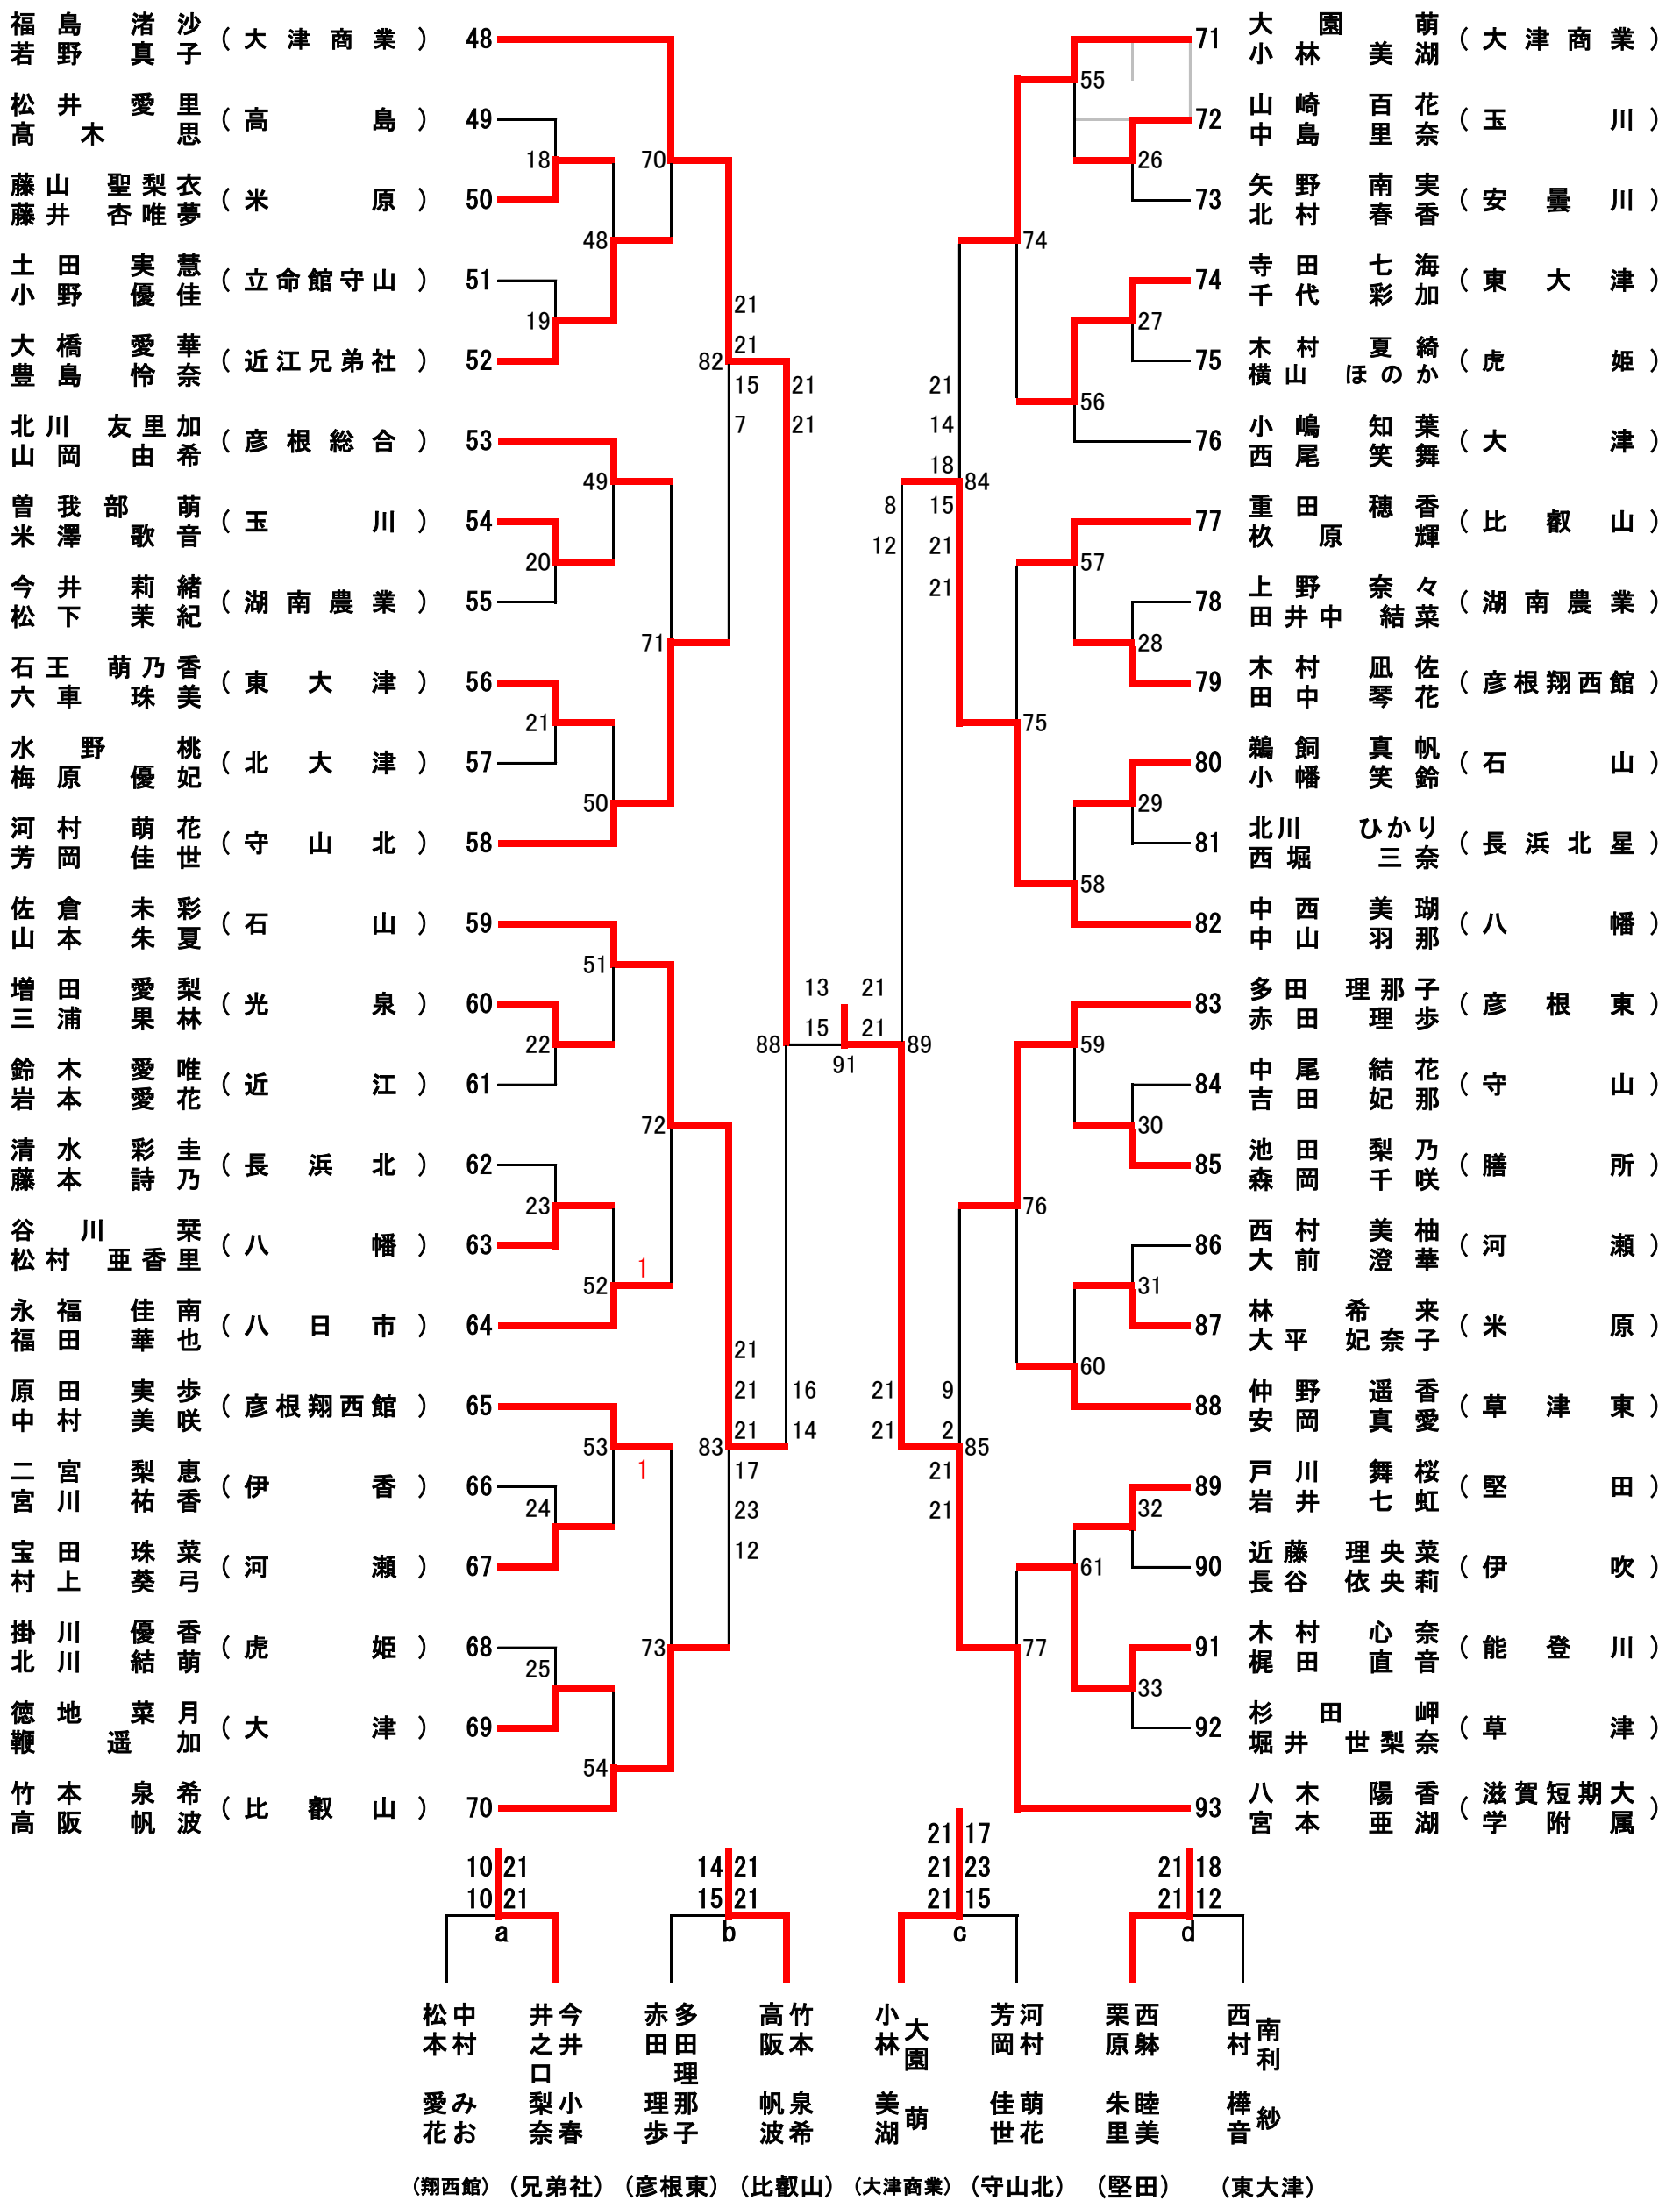 福島 渚沙
若野 真子 （大津商業） 48
松井 愛里
髙木 思 （高島） 49
藤山 聖梨衣
藤井 杏唯夢 （米原） 50
土田 実慧
小野 優佳 （立命館守山） 51
大橋 愛華
豊島 怜奈 （近江兄弟社） 52
北川 友里加
山岡 由希 （彦根総合） 53
曽我部 萌
米澤 歌音 （玉川） 54
今井 莉緒
松下 茉紀 （湖南農業） 55
石王 萌乃香
六車 珠美 （東大津） 56
水野 桃
梅原 優妃 （北大津） 57
河村 萌花
芳岡 佳世 （守山北） 58
佐倉 未彩
山本 朱夏 （石山） 59
増田 愛梨
三浦 果林 （光泉） 60
鈴木 愛唯
岩本 愛花 （近江） 61
清水 彩圭
藤本 詩乃 （長浜北） 62
谷川 栞
松村 亜香里 （八幡） 63
永福 佳南
福田 華也 （八日市） 64
原田 実歩
中村 美咲 （彦根翔西館） 65
二宮 梨恵
宮川 祐香 （伊香） 66
宝田 珠菜
村上 葵弓 （河瀬） 67
掛川 優香
北川 結萌 （虎姫） 68
徳地 菜月
鞭 遥加 （大津） 69
竹本 泉希
高阪 帆波 （比叡山） 70
18
19
20
21
22
23
24
25
48
49
50
51
52
1
53
1
54
70
71
72
73
21
21
82
15
7
21
21
21
83
17
23
12
21
21
88
16
14
13 21
15 21
91
8
12
89
21
21
21
14
18
84
15
21
21
9
2
85
21
21
74
75
76
77
55
56
57
58
59
60
61
26
27
28
29
30
31
32
33
71 大園 萌
小林 美湖 （大津商業）
72 山崎 百花
中島 里奈 （玉川）
73 矢野 南実
北村 春香 （安曇川）
74 寺田 七海
千代 彩加 （東大津）
75 木村 夏綺
横山 ほのか （虎姫）
76 小嶋 知葉
西尾 笑舞 （大津）
77 重田 穂香
杦原 輝 （比叡山）
78 上野 奈々
田井中 結菜 （湖南農業）
79 木村 凪佐
田中 琴花 （彦根翔西館）
80 鵜飼 真帆
小幡 笑鈴 （石山）
81 北川 ひかり
西堀 三奈 （長浜北星）
82 中西 美瑚
中山 羽那 （八幡）
83 多田 理那子
赤田 理歩 （彦根東）
84 中尾 結花
吉田 妃那 （守山）
85 池田 梨乃
森岡 千咲 （膳所）
86 西村 美柚
大前 澄華 （河瀬）
87 林 希来
大平 妃奈子 （米原）
88 仲野 遥香
安岡 真愛 （草津東）
89 戸川 舞桜
岩井 七虹 （堅田）
90 近藤 理央菜
長谷 依央莉 （伊吹）
91 木村 心奈
梶田 直音 （能登川）
92 杉田 岬
堀井 世梨奈 （草津）
93 八木 陽香
宮本 亜湖 （滋賀短期大学附属）
10 21
10 21
a
14 21
15 21
b
21 17
21 23
21 15
c
21 18
21 12
d
中村 みお
松本 愛花
（翔西館）
今井 小春
井之口 梨奈
（兄弟社）
多田 理那子
赤田 理歩
（彦根東）
竹本 泉希
高阪 帆波
（比叡山）
大園 萌
小林 美湖
（大津商業）
河村 萌花
芳岡 佳世
（守山北）
西躰 睦美
栗原 朱里
（堅田）
南利 紗
西村 樺音
（東大津）